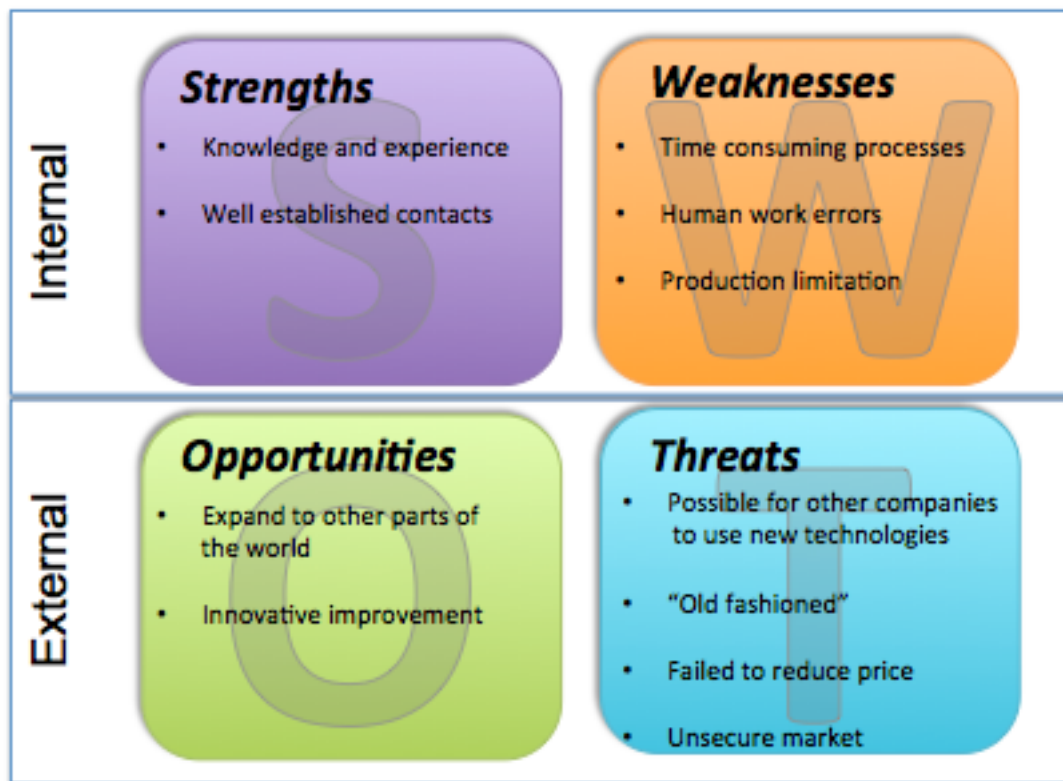 Internal
Strengths
• Knowledge and experience
• Well established contacts
S
Weaknesses
• Time consuming processes
• Human work errors
• Production limitation
W
External
Opportunities
• Expand to other parts of
the world
• Innovative improvement
O
Threats
• Possible for other companies
to use new technologies
• “Old fashioned”
• Failed to reduce price
• Unsecure market
T